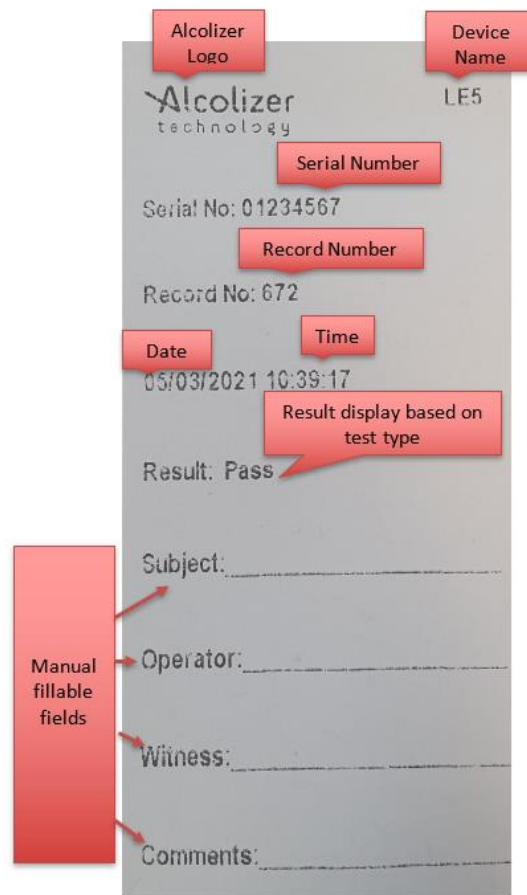 Alcolizer
Logo
Device
Name
Alcolizer
technology
LE5
Serial Number
Serial No: 01234567
Record Number
Record No: 672
Date
Time
05/03/2021 10:39:17
Result display based on
test type
Result: Pass
Manual
fillable
fields
Subject:
Operator:
Witness:
Comments: